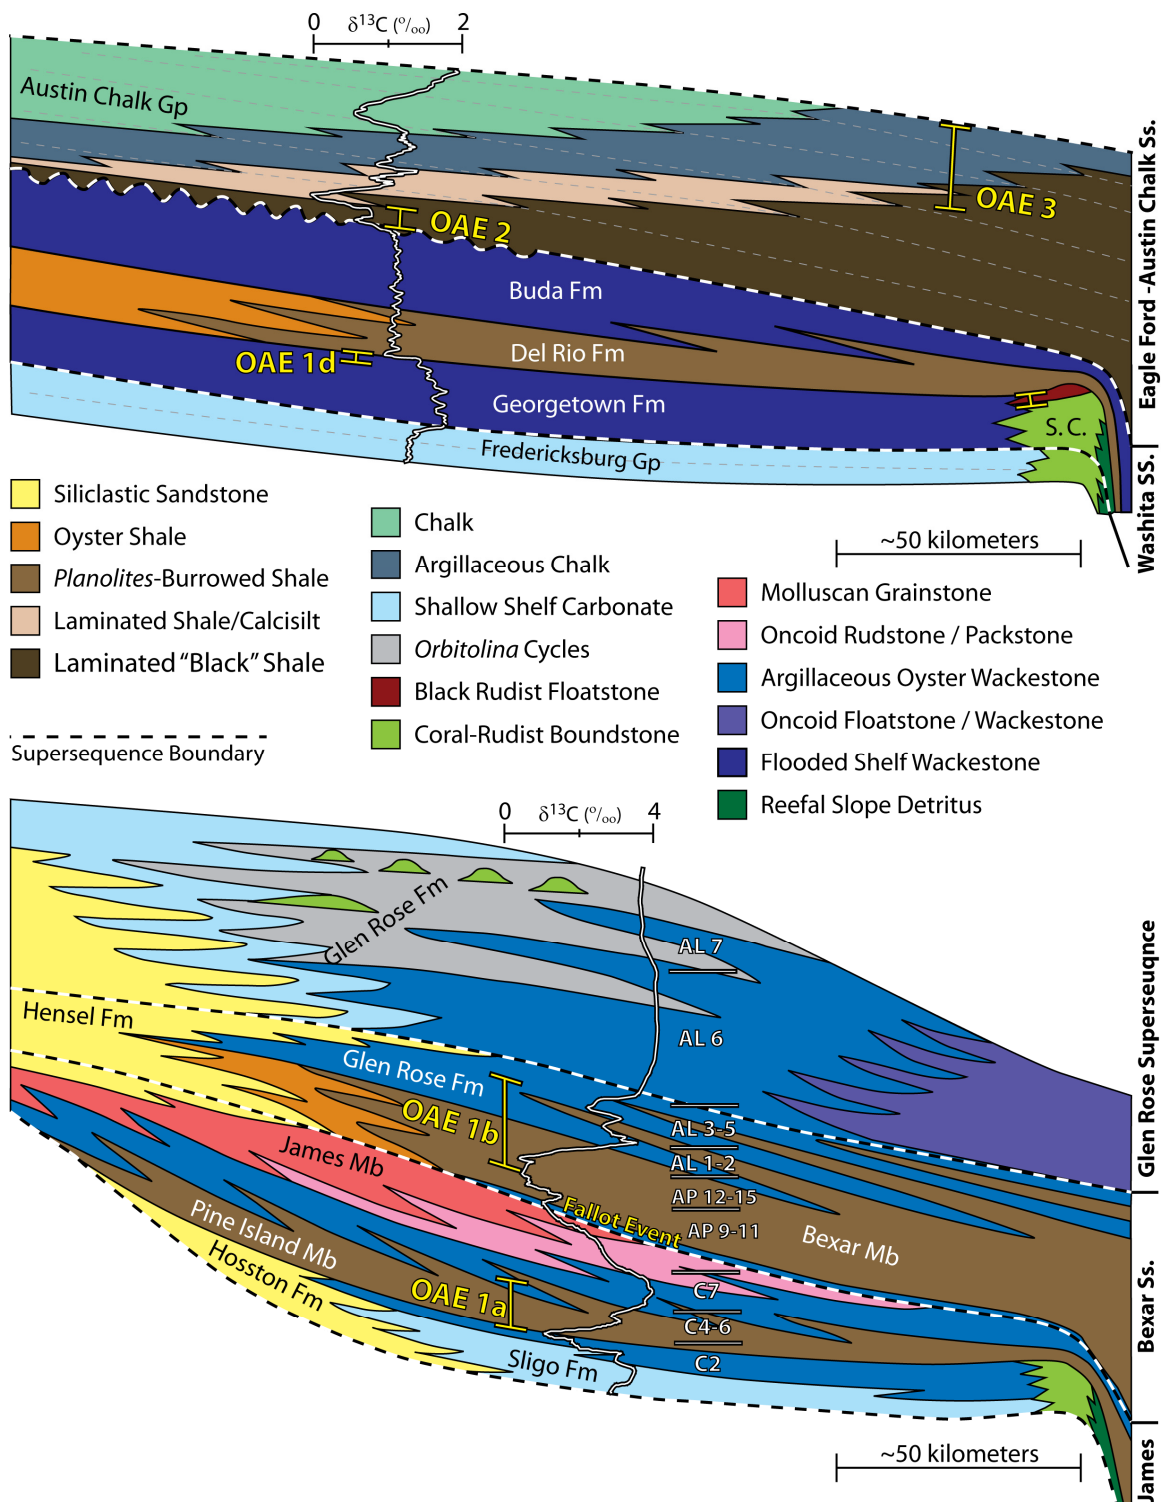 0 δ13C (o/oo) 2
Austin Chalk Gp
OAE 3
OAE 2
Buda Fm
Del Rio Fm
OAE 1d
Georgetown Fm
S.C.
Fredericksburg Gp
Eagle Ford -Austin Chalk Ss.
Washita SS.
~50 kilometers
Siliclastic Sandstone
Oyster Shale
Planolites-Burrowed Shale
Laminated Shale/Calcisilt
Laminated “Black” Shale
Supersequence Boundary
Chalk
Argillaceous Chalk
Shallow Shelf Carbonate
Orbitolina Cycles
Black Rudist Floatstone
Coral-Rudist Boundstone
Molluscan Grainstone
Oncoid Rudstone / Packstone
Argillaceous Oyster Wackestone
Oncoid Floatstone / Wackestone
Flooded Shelf Wackestone
Reefal Slope Detritus
0 δ13C (o/oo) 4
Glen Rose Fm
AL 7
AL 6
Hensel Fm
Glen Rose Fm
OAE 1b
AL 3-5
AL 1-2
AP 12-15
AP 9-11
James Mb
Fallot Event
Bexar Mb
Pine Island Mb
Hosston Fm
OAE 1a
C7
C4-6
C2
Sligo Fm
~50 kilometers
Glen Rose Superseuqnce
Bexar Ss.
James